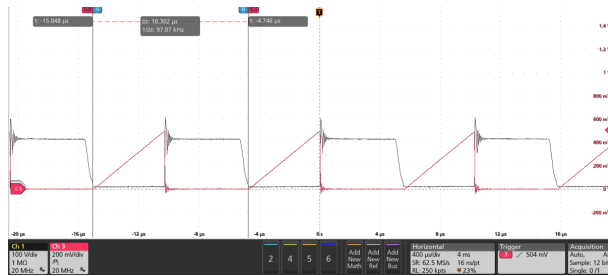 t: -15.048 µs
Δt: 10.302 µs
1/Δt: 97.07 kHz
t: -4.746 µs
T
1.4
1.2
1
800 m
600 m
400 m
200 m
0
-200 m
C 3
-20 µs
-16 µs
-12 µs
-8 µs
-4 µs
0 s
4 µs
8 µs
12 µs
16 µs
Ch 1
100 V/div
1 MΩ
20 MHz
Ch 3
200 mV/div
20 MHz
2
4
5
6
Add New Math
Add New Ref
Add New Bus
Horizontal
400 µs/div 4 ms
SR: 62.5 MS/s 16 ns/pt
RL: 250 kpts 23%
Trigger
3 504 mV
Acquisition
Auto,
Sample: 12 bi
Single: 0/1